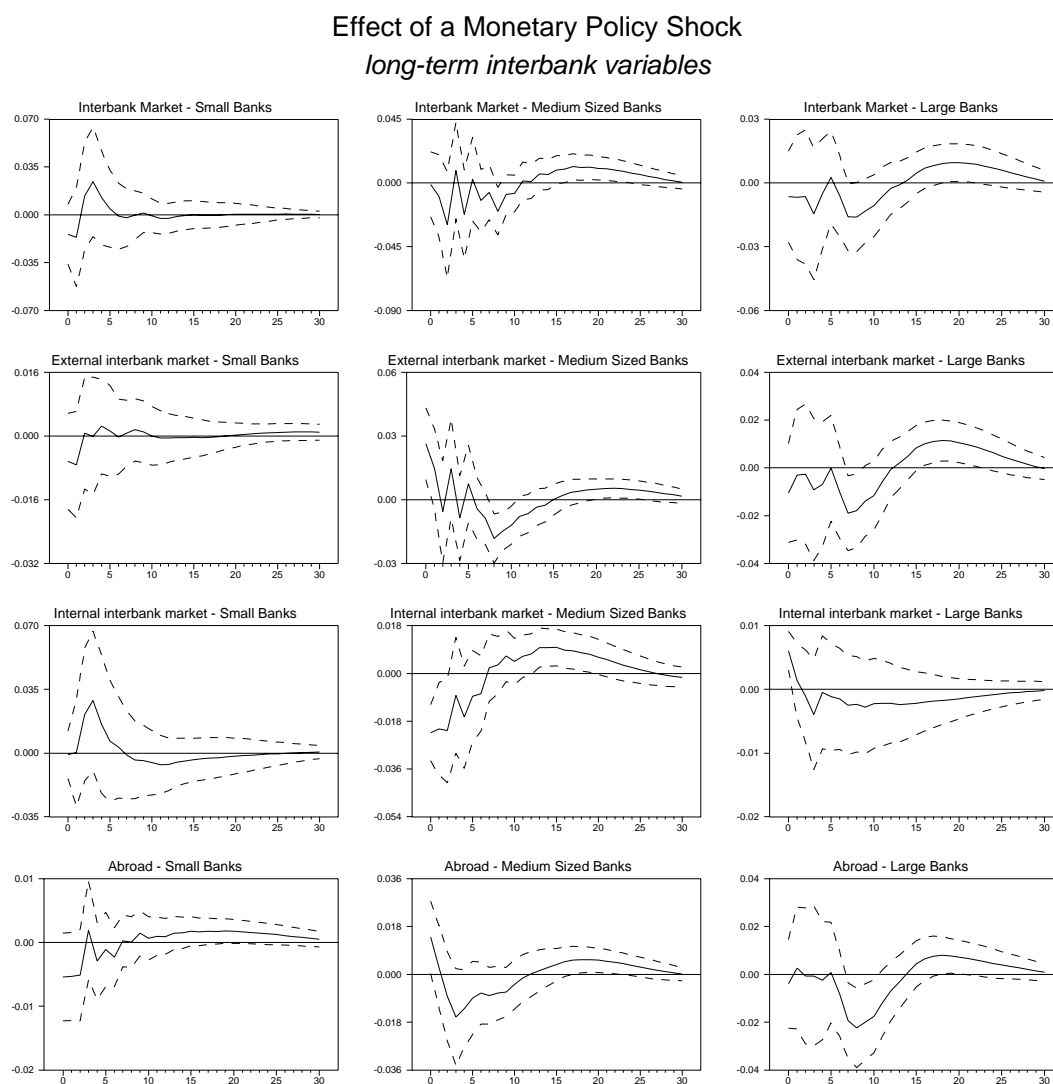 Effect of a Monetary Policy Shock
long-term interbank variables
Interbank Market - Small Banks
0.070
0.035
0.000
-0.035
-0.070
0 5 10 15 20 25 30
Interbank Market - Medium Sized Banks
0.045
0.000
-0.045
-0.090
0 5 10 15 20 25 30
Interbank Market - Large Banks
0.03
0.00
-0.03
-0.06
0 5 10 15 20 25 30
External interbank market - Small Banks
0.016
0.000
-0.016
-0.032
0 5 10 15 20 25 30
External interbank market - Medium Sized Banks
0.06
0.03
0.00
-0.03
0 5 10 15 20 25 30
External interbank market - Large Banks
0.04
0.02
0.00
-0.02
-0.04
0 5 10 15 20 25 30
Internal interbank market - Small Banks
0.070
0.035
0.000
-0.035
0 5 10 15 20 25 30
Internal interbank market - Medium Sized Banks
0.018
0.000
-0.018
-0.036
-0.054
0 5 10 15 20 25 30
Internal interbank market - Large Banks
0.01
0.00
-0.01
-0.02
0 5 10 15 20 25 30
Abroad - Small Banks
0.01
0.00
-0.01
-0.02
0 5 10 15 20 25 30
Abroad - Medium Sized Banks
0.036
0.018
0.000
-0.018
-0.036
0 5 10 15 20 25 30
Abroad - Large Banks
0.04
0.02
0.00
-0.02
-0.04
0 5 10 15 20 25 30